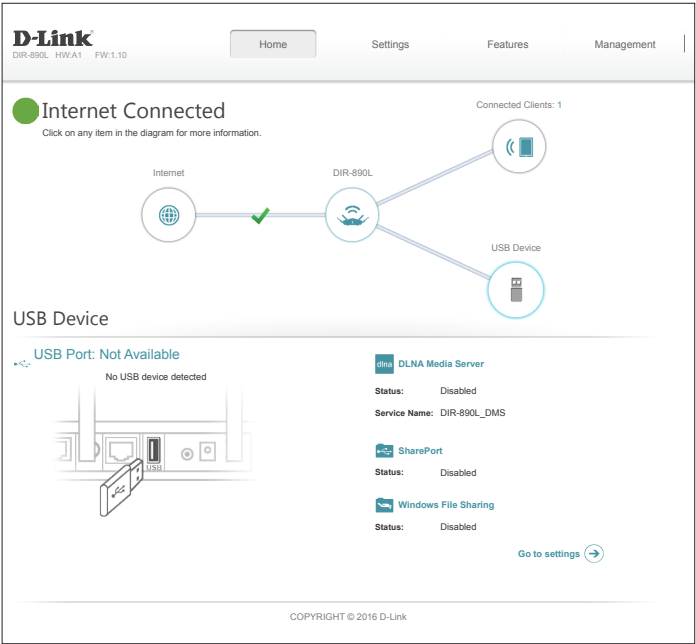 D-Link
DIR-890L HW:A1 FW:1.10
Home Settings Features Management
Internet Connected
Click on any item in the diagram for more information.
Connected Clients: 1
Internet
DIR-890L
USB Device
USB Device
USB Port: Not Available
No USB device detected
USB
dlna DLNA Media Server
Status: Disabled
Service Name: DIR-890L_DMS
SharePort
Status: Disabled
Windows File Sharing
Status: Disabled
Go to settings
COPYRIGHT © 2016 D-Link